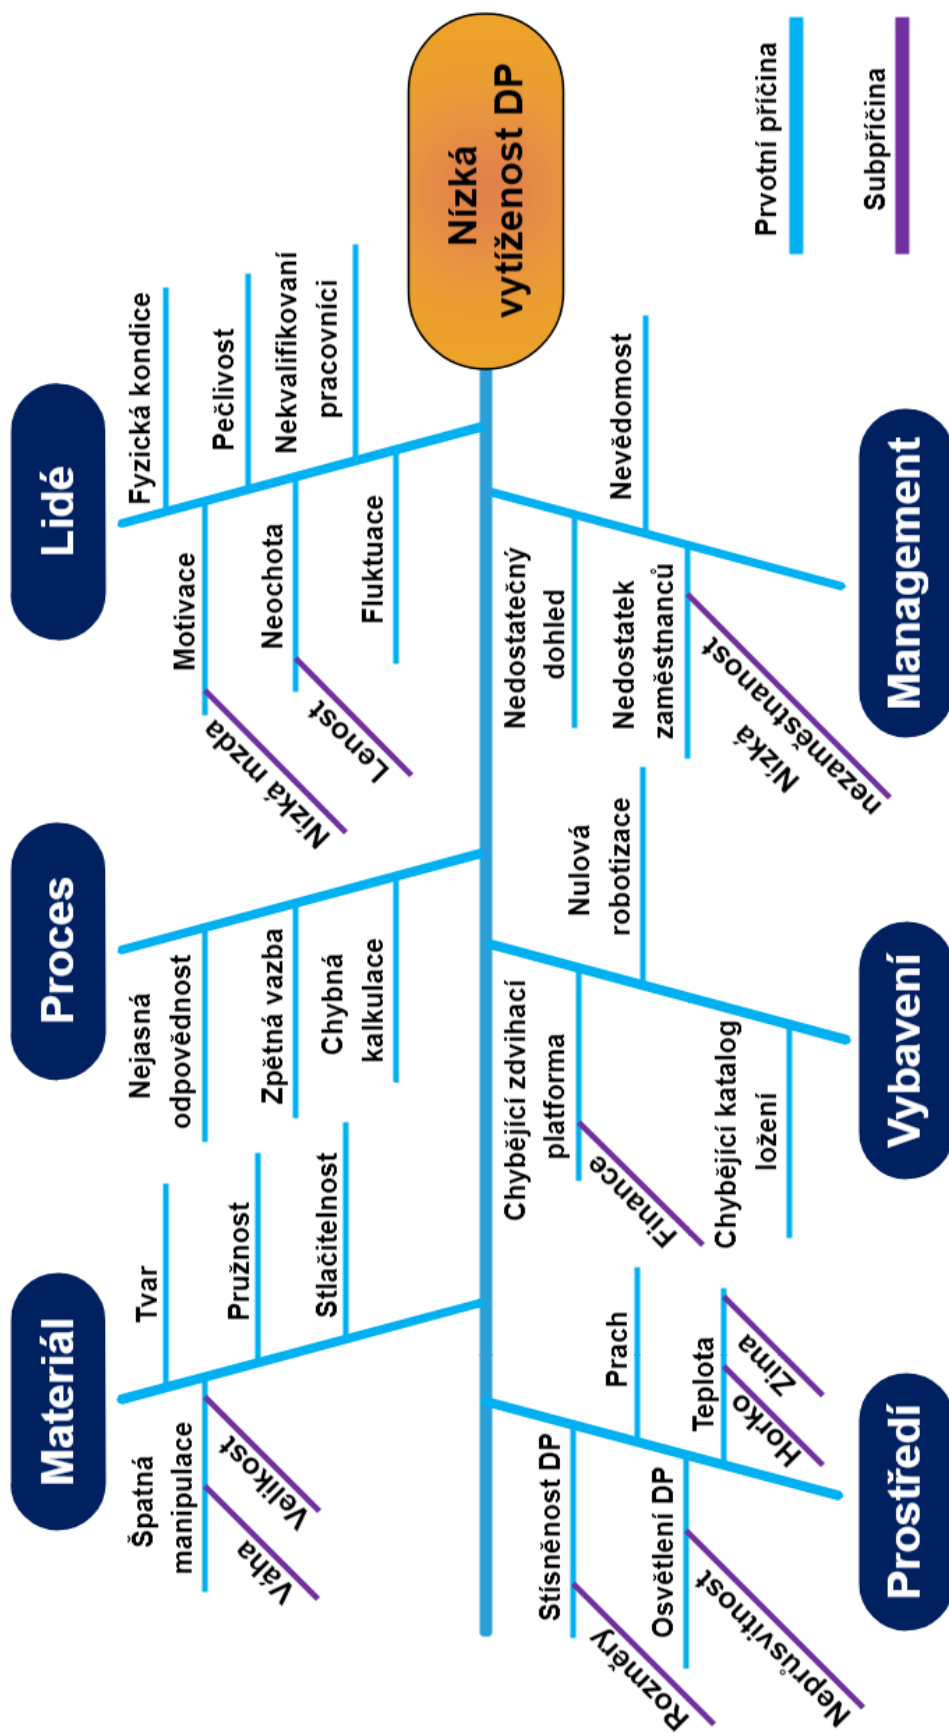 Materiál
Proces
Lidé
Tvar
Pružnost
Stlačitelnost
Špatná
manipulace
Váha
Velikost
Nejasná
odpovědnost
Zpětná vazba
Chybná
kalkulace
Fyzická kondice
Pečlivost
Nekvalifikovaní
pracovníci
Motivace
Nízká mzda
Neochota
Lenost
Fluktuace
Nízká
vytíženost DP
Stísněnost DP
Rozměry
Osvětlení DP
Neprůsvitnost
Prach
Teplota
Horko
Zima
Chybějící zdvihací
platforma
Finance
Chybějící katalog
ložení
Nulová
robotizace
Nedostatečný
dohled
Nedostatek
zaměstnanců
Nízká
nezaměstnanost
Nevědomost
Prostředí
Vybavení
Management
Prvotní příčina
Subpříčina